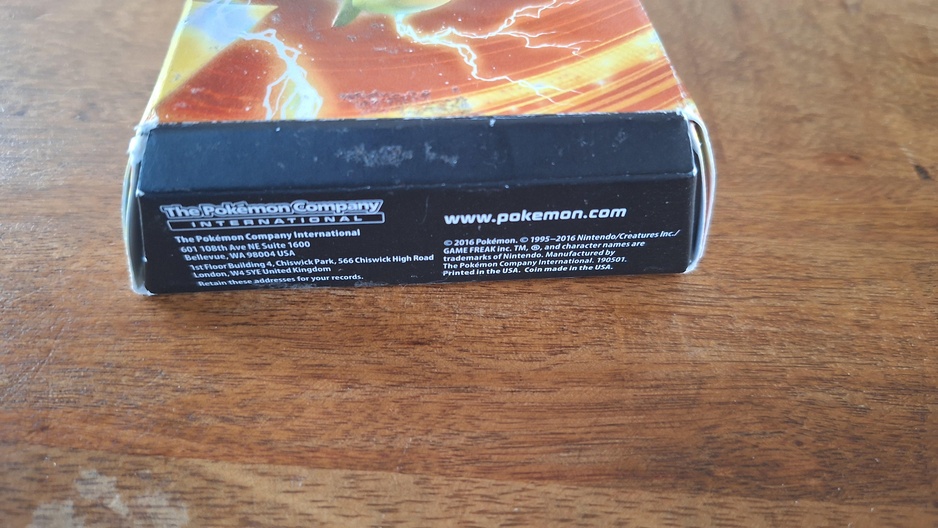 The Pokémon Company
INTERNATIONAL
The Pokémon Company International
601 108th Ave NE Suite 1600
Bellevue, WA 98004 USA
1st Floor Building 4, Chiswick Park, 566 Chiswick High Road
London, W4 5YE United Kingdom
Retain these addresses for your records.
www.pokemon.com
© 2016 Pokémon. © 1995–2016 Nintendo/Creatures Inc./
GAME FREAK inc. TM, ®, and character names are
trademarks of Nintendo. Manufactured by
The Pokémon Company International. 190501.
Printed in the USA. Coin made in the USA.